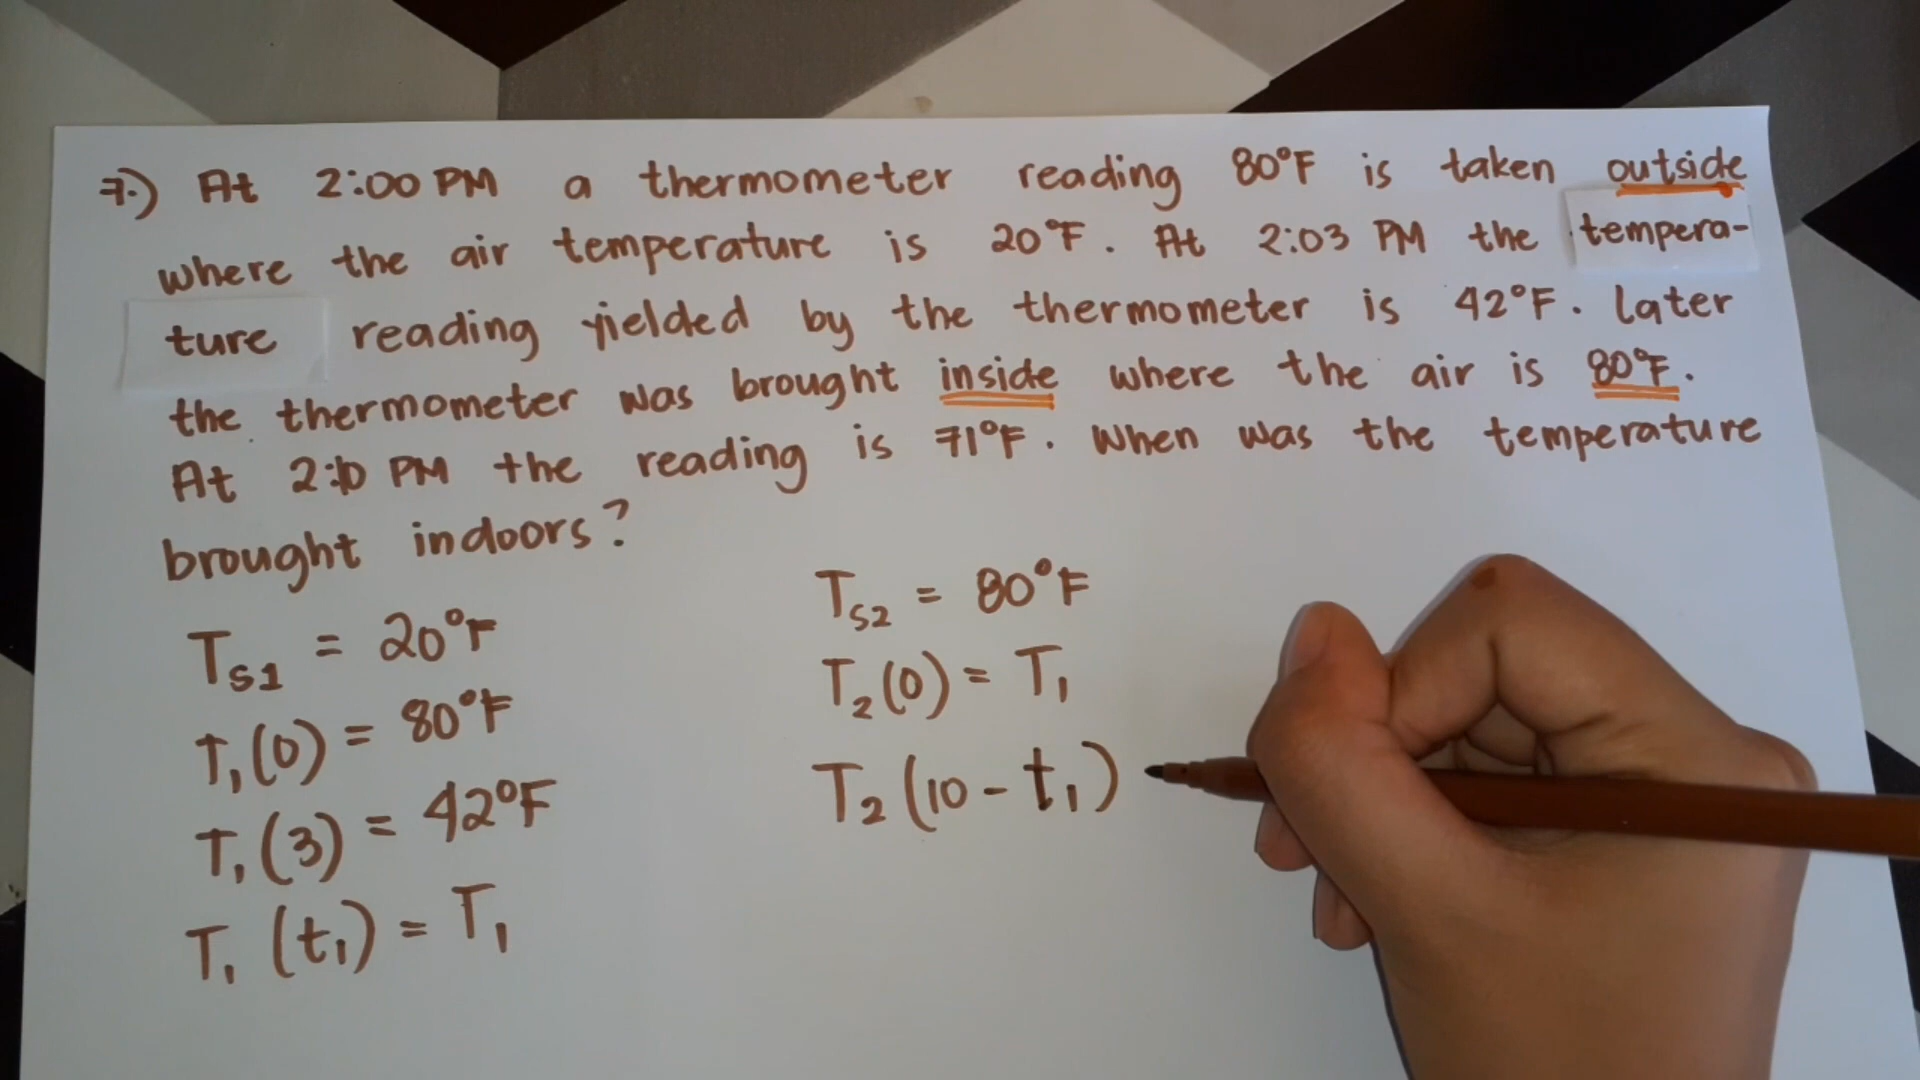 7.) At 2:00 PM a thermometer reading 80°F is taken outside
where the air temperature is 20°F. At 2:03 PM the tempera-
ture reading yielded by the thermometer is 42°F. Later
the thermometer was brought inside where the air is 80°F.
At 2:10 PM the reading is 71°F. When was the temperature
brought indoors?
Ts1 = 20°F
T1(0) = 80°F
T1(3) = 42°F
T1(t1) = T1
Ts2 = 80°F
T2(0) = T1
T2(10-t1)